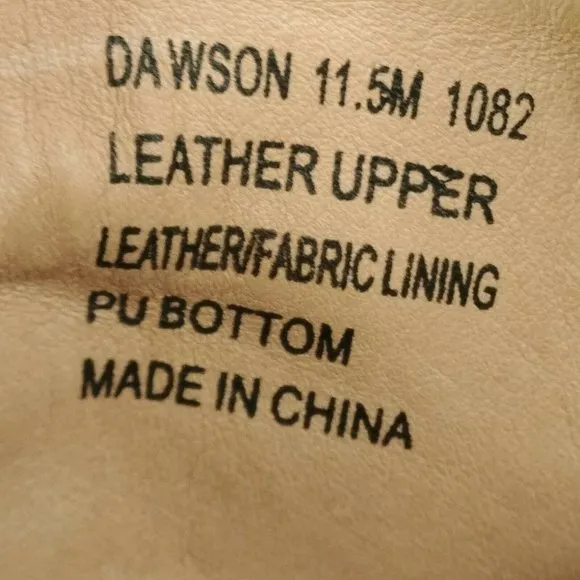 DAWSON 11.5M 1082
LEATHER UPPER
LEATHER/FABRIC LINING
PU BOTTOM
MADE IN CHINA